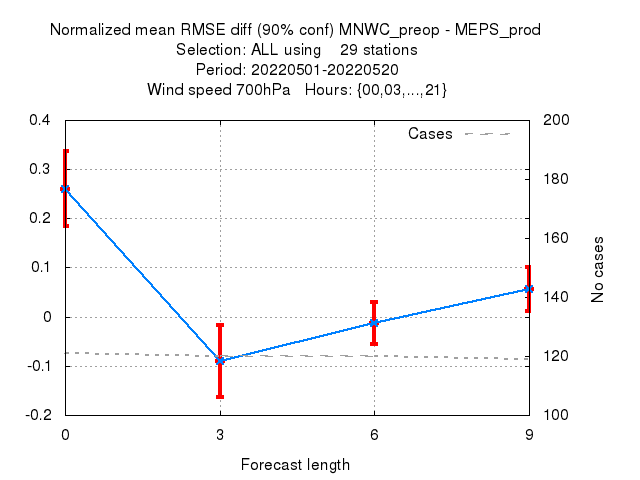 Normalized mean RMSE diff (90% conf) MNWC_preop - MEPS_prod
Selection: ALL using    29 stations
Period: 20220501-20220520
Wind speed 700hPa   Hours: {00,03,...,21}
Cases
0.4
0.3
0.2
0.1
0
-0.1
-0.2
200
180
160
140
120
100
No cases
0 3 6 9
Forecast length